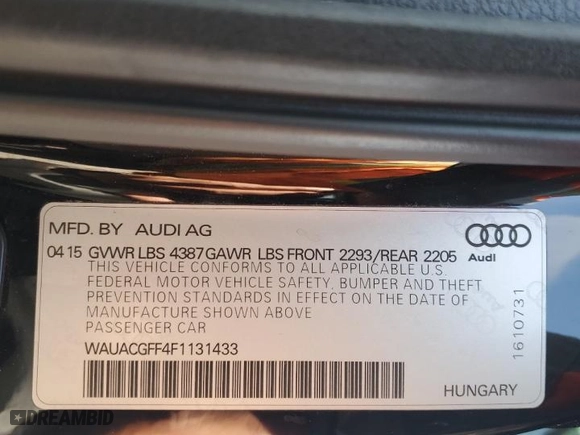 MFD. BY AUDI AG
04 15 GVWR LBS 4387 GAWR LBS FRONT 2293/REAR 2205
Audi
THIS VEHICLE CONFORMS TO ALL APPLICABLE U.S.
FEDERAL MOTOR VEHICLE SAFETY, BUMPER AND THEFT
PREVENTION STANDARDS IN EFFECT ON THE DATE OF
MANUFACTURE SHOWN ABOVE
PASSENGER CAR
WAUACGFF4F1131433
1610731
HUNGARY
DREAMBID